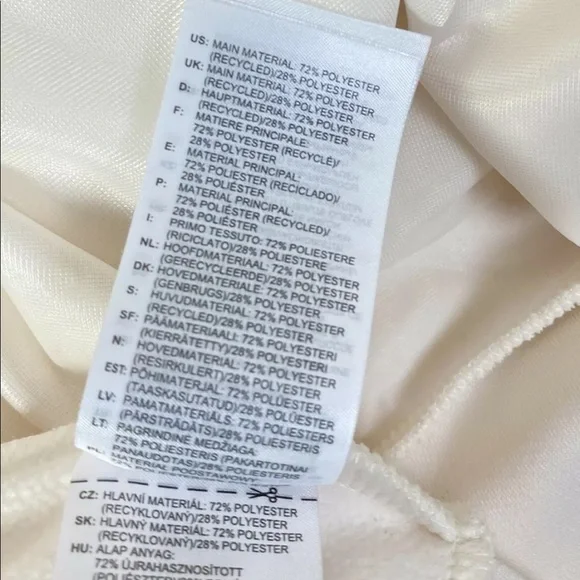 US: MAIN MATERIAL: 72% POLYESTER
(RECYCLED)/28% POLYESTER
UK: MAIN MATERIAL: 72% POLYESTER
(RECYCLED)/28% POLYESTER
D: HAUPTMATERIAL: 72% POLYESTER
(RECYCLED)/28% POLYESTER
F: MATIERE PRINCIPALE:
72% POLYESTER (RECYCLÉ)/
28% POLYESTER
E: MATERIAL PRINCIPAL:
72% POLIÉSTER (RECICLADO)/
28% POLIÉSTER
P: MATERIAL PRINCIPAL:
72% POLIÉSTER (RECYCLED)/
28% POLIÉSTER
I: PRIMO TESSUTO: 72% POLIESTERE
(RICICLATO)/28% POLIESTERE
NL: HOOFDMATERIAAL: 72% POLYESTER
(GERECYCLEERDE)/28% POLYESTER
DK: HOVEDMATERIALE: 72% POLYESTER
(GENBRUGS)/28% POLYESTER
S: HUVUDMATERIAL: 72% POLYESTER
(RECYCLED)/28% POLYESTER
SF: PÄÄMATERIAALI: 72% POLYESTERI
(KIERRÄTETTY)/28% POLYESTERI
N: HOVEDMATERIAL: 72% POLYESTER
(RESIRKULERT)/28% POLYESTER
EST: PÕHIMATERJAL: 72% POLÜESTER
(TAASKASUTATUD)/28% POLÜESTER
LV: PAMATMATERIĀLS: 72% POLIESTERS
(PĀRSTRĀDĀTS)/28% POLIESTERS
LT: PAGRINDINE MEDŽIAGA:
72% POLIESTERIS (PAKARTOTINAI
PANAUDOTAS)/28% POLIESTERIS
MATERIAL PODSTAWOWY:
CZ: HLAVNÍ MATERIÁL: 72% POLYESTER
(RECYKLOVANÝ)/28% POLYESTER
SK: HLAVNÝ MATERIÁL: 72% POLYESTER
(RECYKLOVANÝ)/28% POLYESTER
HU: ALAP ANYAG:
72% ÚJRAHASZNOSÍTOTT